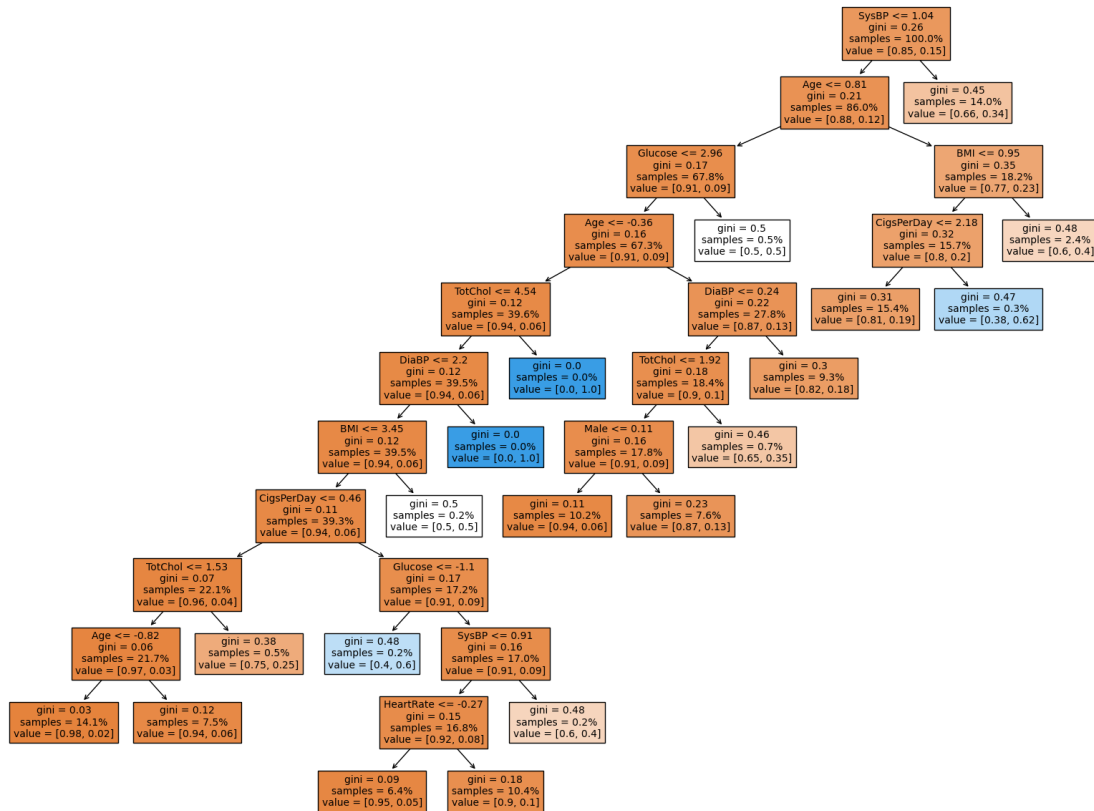 SysBP <= 1.04
gini = 0.26
samples = 100.0%
value = [0.85, 0.15]
Age <= 0.81
gini = 0.21
samples = 86.0%
value = [0.88, 0.12]
gini = 0.45
samples = 14.0%
value = [0.66, 0.34]
Glucose <= 2.96
gini = 0.17
samples = 67.8%
value = [0.91, 0.09]
BMI <= 0.95
gini = 0.35
samples = 18.2%
value = [0.77, 0.23]
Age <= -0.36
gini = 0.16
samples = 67.3%
value = [0.91, 0.09]
gini = 0.5
samples = 0.5%
value = [0.5, 0.5]
CigsPerDay <= 2.18
gini = 0.32
samples = 15.7%
value = [0.8, 0.2]
gini = 0.48
samples = 2.4%
value = [0.6, 0.4]
TotChol <= 4.54
gini = 0.12
samples = 39.6%
value = [0.94, 0.06]
DiaBP <= 0.24
gini = 0.22
samples = 27.8%
value = [0.87, 0.13]
gini = 0.31
samples = 15.4%
value = [0.81, 0.19]
gini = 0.47
samples = 0.3%
value = [0.38, 0.62]
DiaBP <= 2.2
gini = 0.12
samples = 39.5%
value = [0.94, 0.06]
gini = 0.0
samples = 0.0%
value = [0.0, 1.0]
TotChol <= 1.92
gini = 0.18
samples = 18.4%
value = [0.9, 0.1]
gini = 0.3
samples = 9.3%
value = [0.82, 0.18]
BMI <= 3.45
gini = 0.12
samples = 39.5%
value = [0.94, 0.06]
gini = 0.0
samples = 0.0%
value = [0.0, 1.0]
Male <= 0.11
gini = 0.16
samples = 17.8%
value = [0.91, 0.09]
gini = 0.46
samples = 0.7%
value = [0.65, 0.35]
CigsPerDay <= 0.46
gini = 0.11
samples = 39.3%
value = [0.94, 0.06]
gini = 0.5
samples = 0.2%
value = [0.5, 0.5]
gini = 0.11
samples = 10.2%
value = [0.94, 0.06]
gini = 0.23
samples = 7.6%
value = [0.87, 0.13]
TotChol <= 1.53
gini = 0.07
samples = 22.1%
value = [0.96, 0.04]
Glucose <= -1.1
gini = 0.17
samples = 17.2%
value = [0.91, 0.09]
Age <= -0.82
gini = 0.06
samples = 21.7%
value = [0.97, 0.03]
gini = 0.38
samples = 0.5%
value = [0.75, 0.25]
gini = 0.48
samples = 0.2%
value = [0.4, 0.6]
SysBP <= 0.91
gini = 0.16
samples = 17.0%
value = [0.91, 0.09]
gini = 0.03
samples = 14.1%
value = [0.98, 0.02]
gini = 0.12
samples = 7.5%
value = [0.94, 0.06]
HeartRate <= -0.27
gini = 0.15
samples = 16.8%
value = [0.92, 0.08]
gini = 0.48
samples = 0.2%
value = [0.6, 0.4]
gini = 0.09
samples = 6.4%
value = [0.95, 0.05]
gini = 0.18
samples = 10.4%
value = [0.9, 0.1]